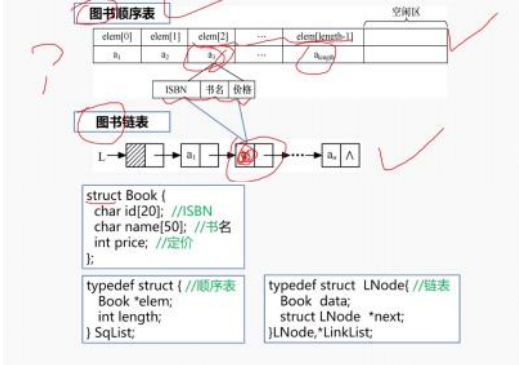 图书顺序表
空闲区
elem[0] elem[1] elem[2] … elem[length-1]
a₁ a₂ a₃ … aₗₑₙgₜₕ
ISBN 书名 价格
图书链表
L a₁ … aₙ ∧
struct Book {
char id[20]; //ISBN
char name[50]; //书名
int price; //定价
};
typedef struct { //顺序表
Book *elem;
int length;
} SqList;
typedef struct LNode{ //链表
Book data;
struct LNode *next;
}LNode,*LinkList;